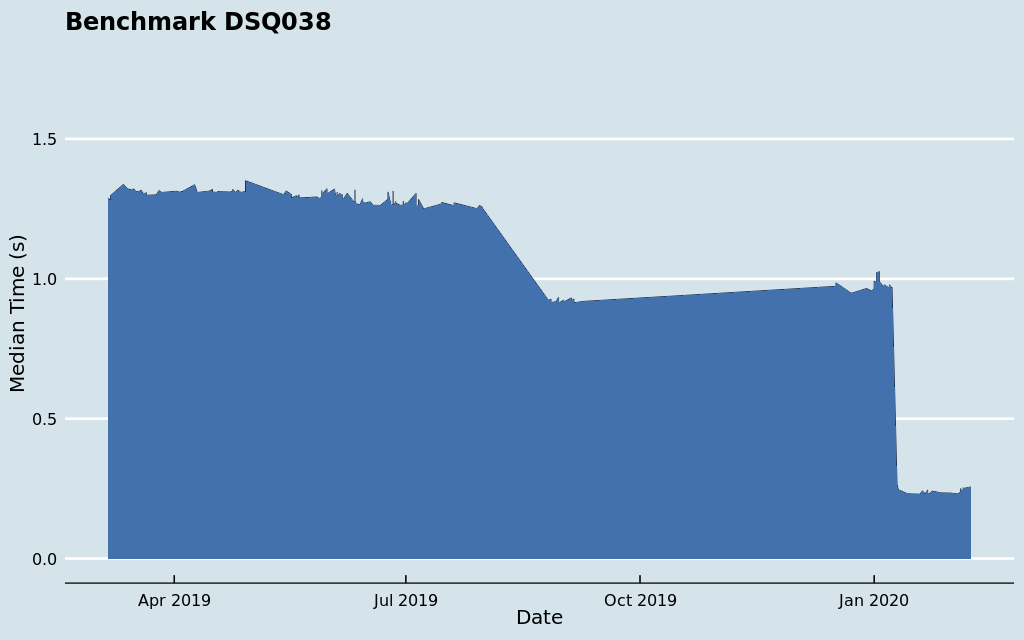 Benchmark DSQ038
Median Time (s)
1.5
1.0
0.5
0.0
Apr 2019
Jul 2019
Oct 2019
Jan 2020
Date